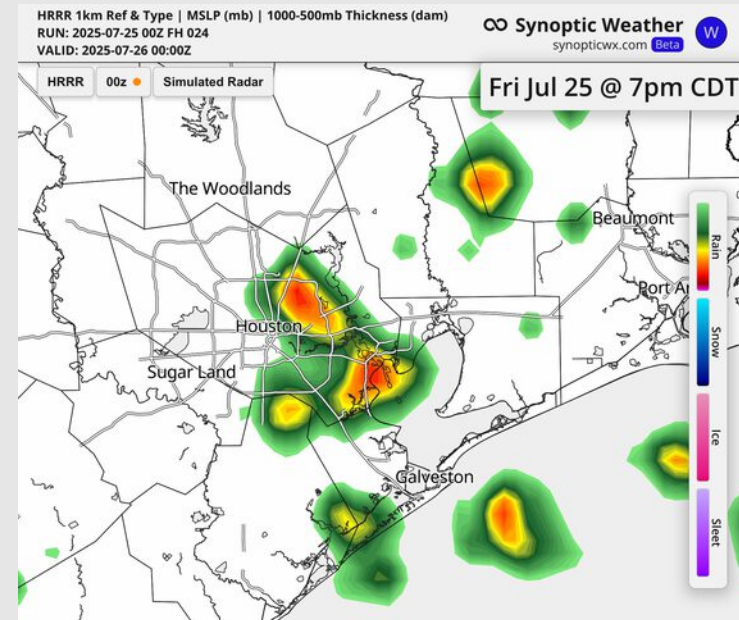 HRRR 1km Ref & Type | MSLP (mb) | 1000-500mb Thickness (dam)
RUN: 2025-07-25 00Z FH 024
VALID: 2025-07-26 00:00Z
Synoptic Weather
synopticwx.com Beta
W
HRRR
00z
Simulated Radar
Fri Jul 25 @ 7pm CDT
The Woodlands
Beaumont
Port Ar
Houston
Sugar Land
Galveston
Rain
Snow
Ice
Sleet